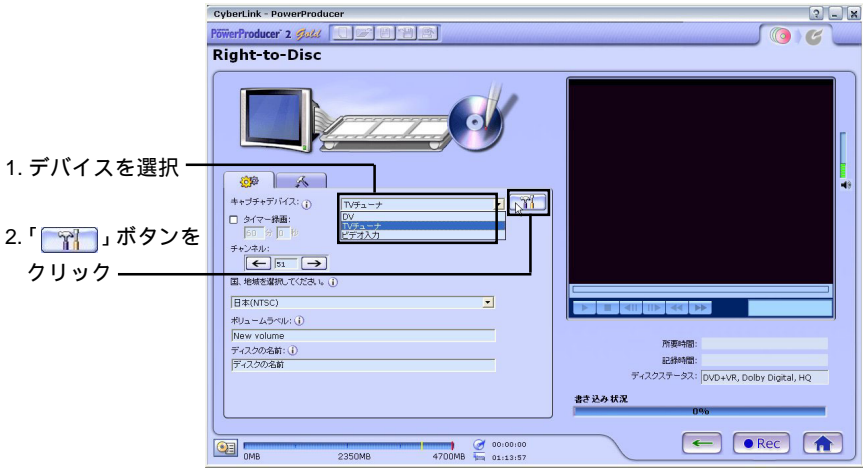 CyberLink - PowerProducer
PowerProducer 2 Gold
Right-to-Disc
1. デバイスを選択
2.「 」ボタンを
クリック
キャプチャデバイス:
TVチューナ
DV
TVチューナ
ビデオ入力
タイマー録画:
60 M 0
チャンネル:
51
国、地域を選択してください。
日本(NTSC)
ボリュームラベル:
New volume
ディスクの名前:
ディスクの名前
所要時間:
記録時間:
ディスクステータス: DVD+VR, Dolby Digital, HQ
書き込み状況
0%
0MB 2350MB 4700MB
00:00:00
01:13:57
Rec